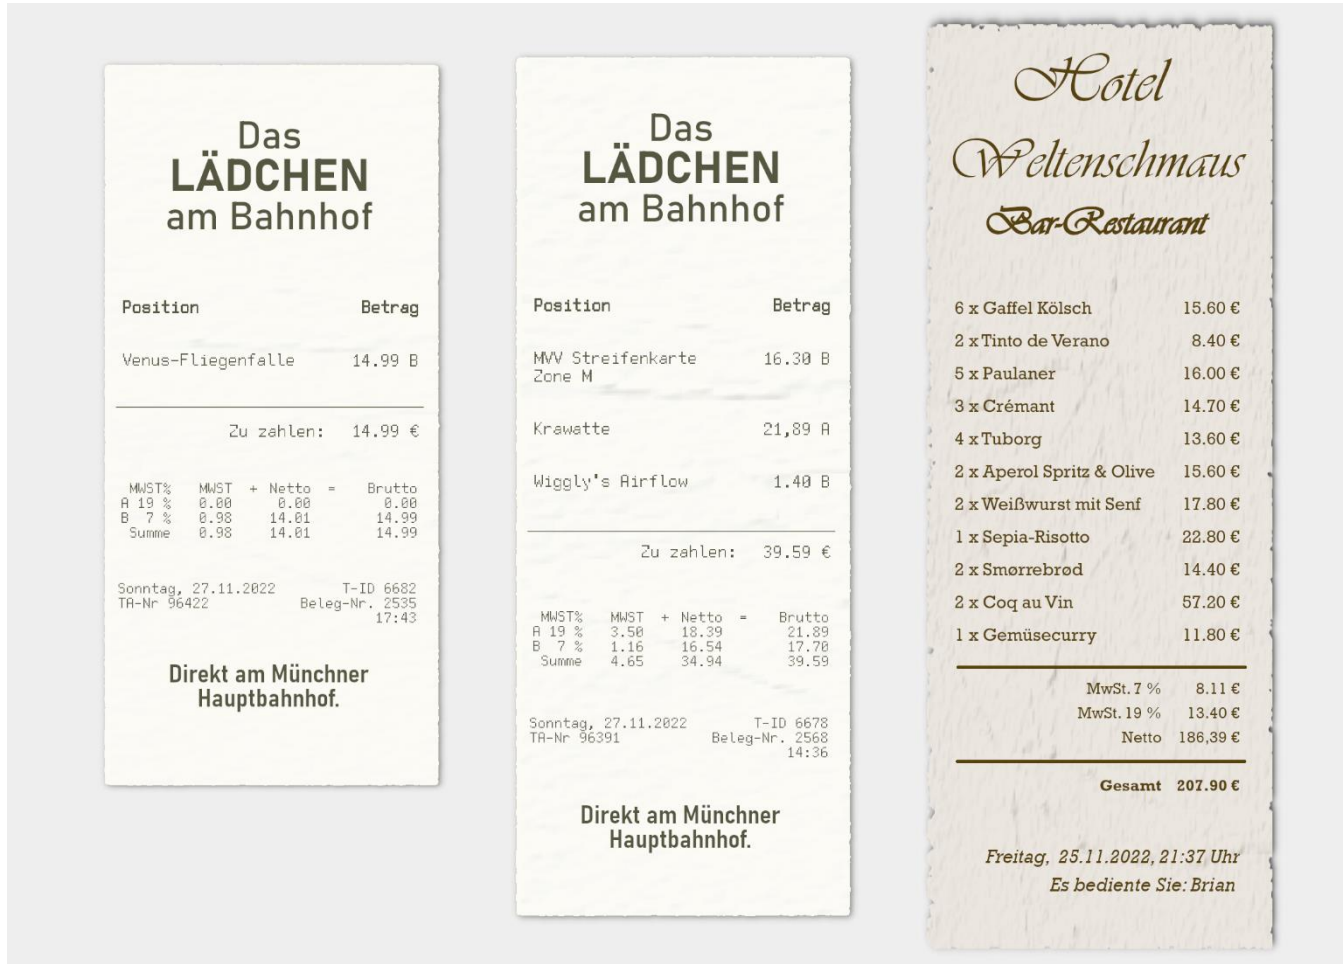 Das
LÄDCHEN
am Bahnhof
Position Betrag
Venus-Fliegenfalle 14.99 B
Zu zahlen: 14.99 €
MWST% MWST + Netto = Brutto
A 19 % 0.00 0.00 0.00
B 7 % 0.98 14.01 14.99
Summe 0.98 14.01 14.99
Sonntag, 27.11.2022 T-ID 6682
TA-Nr 96422 Beleg-Nr. 2535
17:43
Direkt am Münchner
Hauptbahnhof.
Das
LÄDCHEN
am Bahnhof
Position Betrag
MVV Streifenkarte 16.30 B
Zone M
Krawatte 21,89 A
Wiggly's Airflow 1.40 B
Zu zahlen: 39.59 €
MWST% MWST + Netto = Brutto
A 19 % 3.50 18.39 21.89
B 7 % 1.16 16.54 17.70
Summe 4.65 34.94 39.59
Sonntag, 27.11.2022 T-ID 6678
TA-Nr 96391 Beleg-Nr. 2568
14:36
Direkt am Münchner
Hauptbahnhof.
Hotel
Weltenschmaus
Bar-Restaurant
6 x Gaffel Kölsch 15.60 €
2 x Tinto de Verano 8.40 €
5 x Paulaner 16.00 €
3 x Crémant 14.70 €
4 x Tuborg 13.60 €
2 x Aperol Spritz & Olive 15.60 €
2 x Weißwurst mit Senf 17.80 €
1 x Sepia-Risotto 22.80 €
2 x Smørrebrød 14.40 €
2 x Coq au Vin 57.20 €
1 x Gemüsecurry 11.80 €
MwSt. 7 % 8.11 €
MwSt. 19 % 13.40 €
Netto 186,39 €
Gesamt 207.90 €
Freitag, 25.11.2022, 21:37 Uhr
Es bediente Sie: Brian